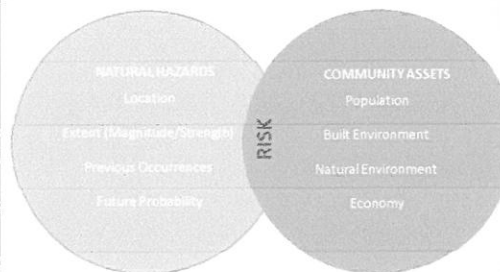 NATURAL HAZARDS
Location
Extent (Magnitude/Strength)
Previous Occurrences
Future Probability
RISK
COMMUNITY ASSETS
Population
Built Environment
Natural Environment
Economy